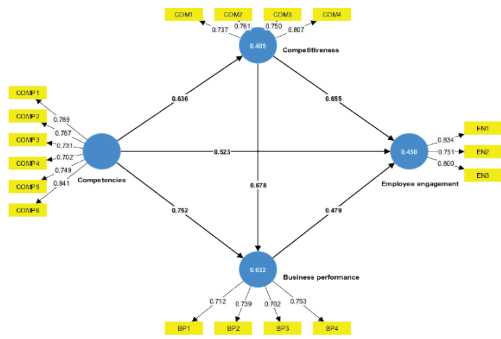 COM1 COM2 COM3 COM4
0.737 0.761 0.750 0.807
0.405
Competitiveness
COMP1
COMP2
COMP3
COMP4
COMP5
COMP6
0.789
0.767
0.731
0.702
0.749
0.841
Competencies
0.636
0.655
0.523
0.678
0.752
0.479
0.450
Employee engagement
0.834
0.751
0.800
EN1
EN2
EN3
0.632
Business performance
0.712 0.739 0.702 0.753
BP1 BP2 BP3 BP4